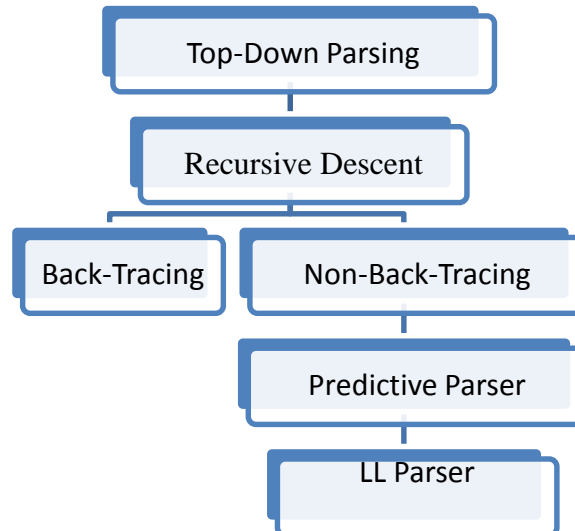 Top-Down Parsing
Recursive Descent
Back-Tracing
Non-Back-Tracing
Predictive Parser
LL Parser